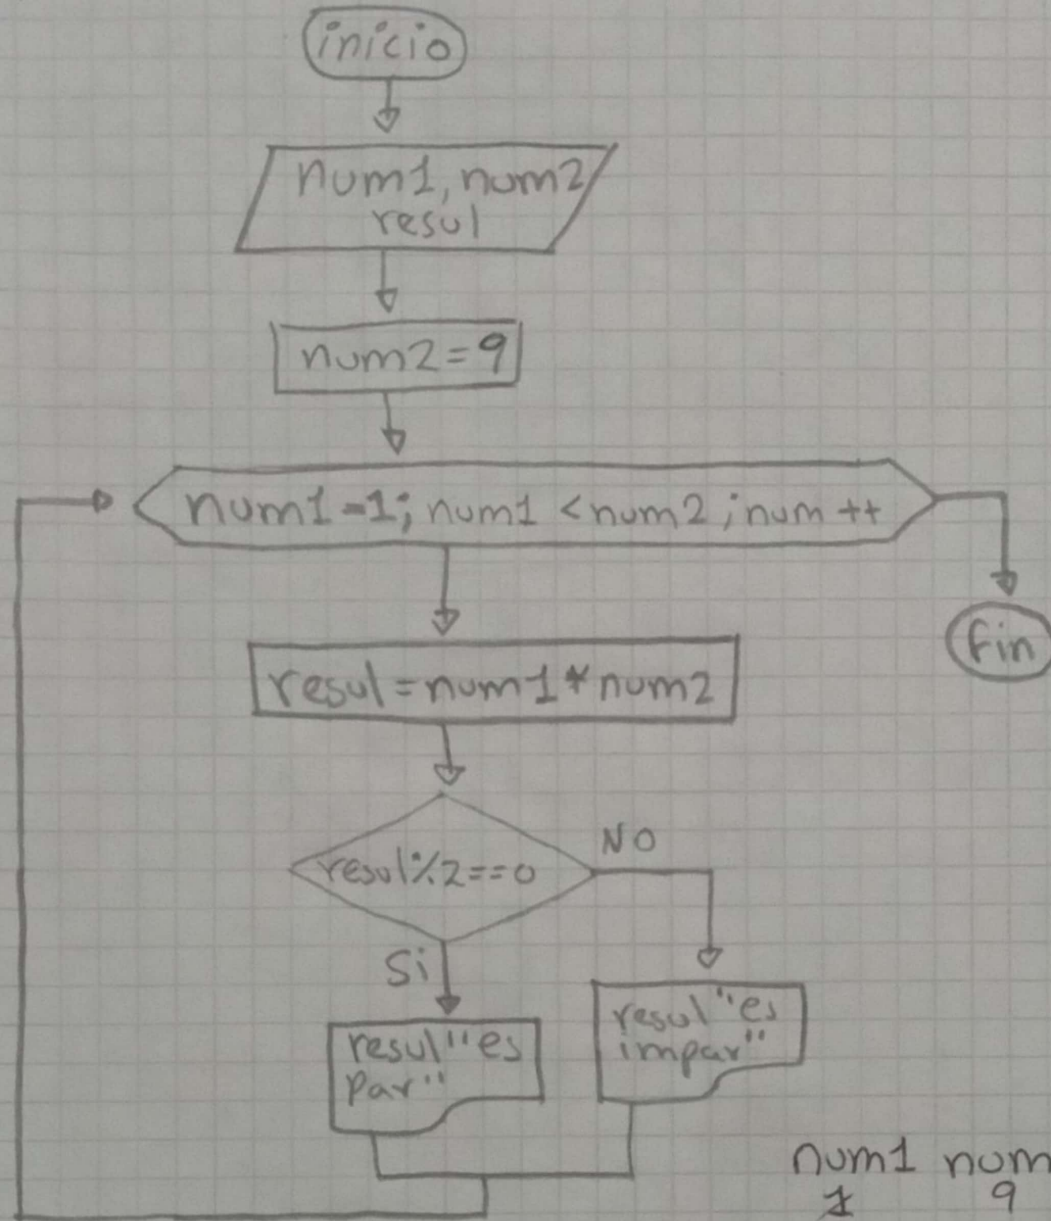 inicio
num1, num2
resul
num2=9
num1=1; num1 <num2 ; num ++
fin
resul=num1*num2
resul%2==0
NO
Si
resul "es
impar"
resul "es
par"
num1 num
1 9